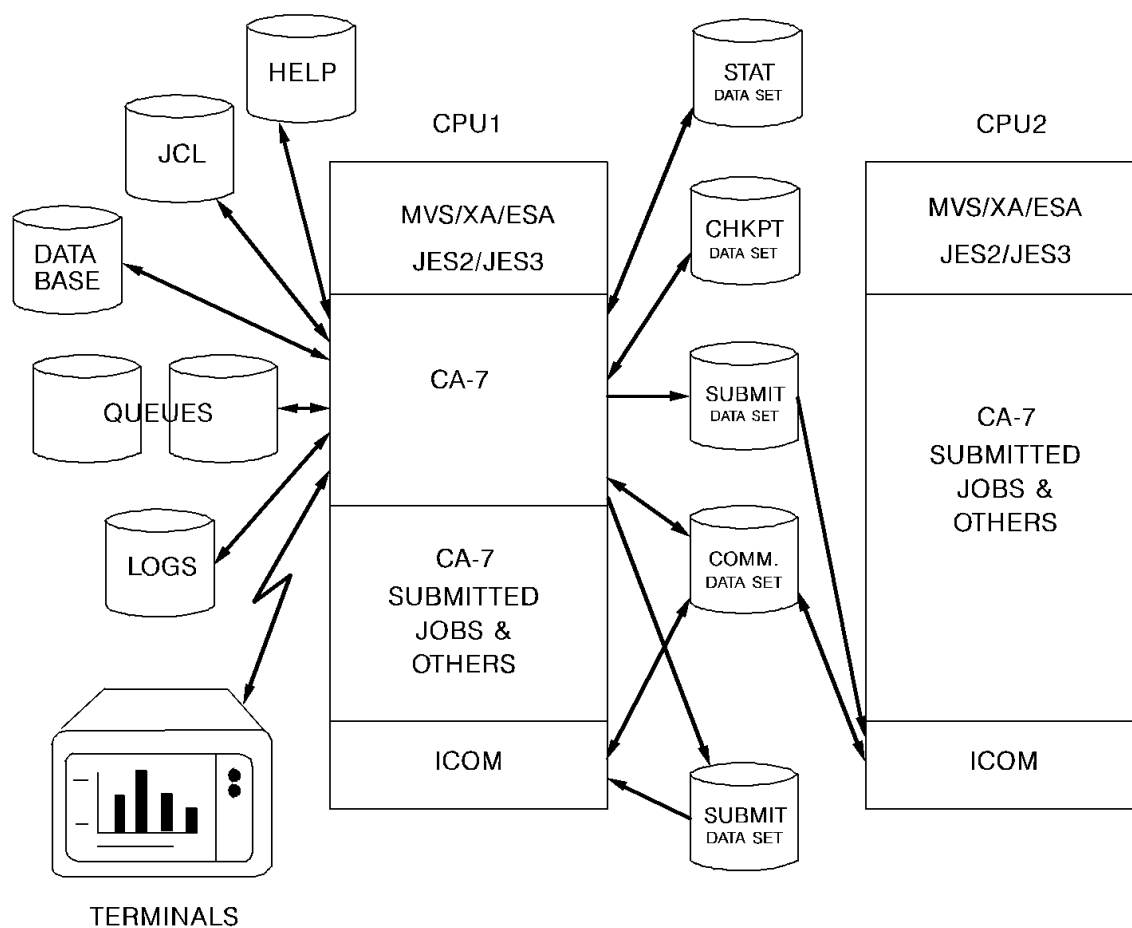 HELP
JCL
DATA
BASE
QUEUES
LOGS
TERMINALS
CPU1
MVS/XA/ESA
JES2/JES3
CA-7
CA-7
SUBMITTED
JOBS &
OTHERS
ICOM
STAT
DATA SET
CHKPT
DATA SET
SUBMIT
DATA SET
COMM.
DATA SET
SUBMIT
DATA SET
CPU2
MVS/XA/ESA
JES2/JES3
CA-7
SUBMITTED
JOBS &
OTHERS
ICOM